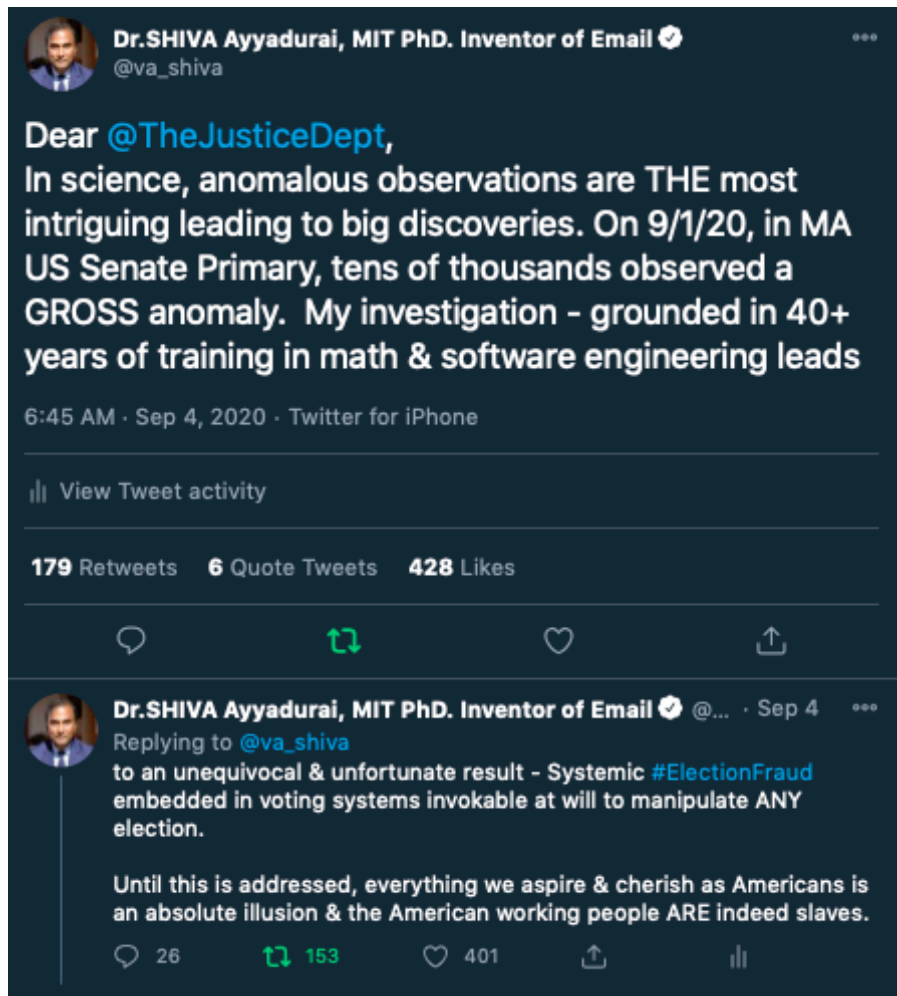 Dr.SHIVA Ayyadurai, MIT PhD. Inventor of Email
@va_shiva
Dear @TheJusticeDept,
In science, anomalous observations are THE most
intriguing leading to big discoveries. On 9/1/20, in MA
US Senate Primary, tens of thousands observed a
GROSS anomaly.  My investigation - grounded in 40+
years of training in math & software engineering leads
6:45 AM · Sep 4, 2020 · Twitter for iPhone
View Tweet activity
179 Retweets 6 Quote Tweets 428 Likes
Dr.SHIVA Ayyadurai, MIT PhD. Inventor of Email @... · Sep 4
Replying to @va_shiva
to an unequivocal & unfortunate result - Systemic #ElectionFraud
embedded in voting systems invokable at will to manipulate ANY
election.
Until this is addressed, everything we aspire & cherish as Americans is
an absolute illusion & the American working people ARE indeed slaves.
26 153 401